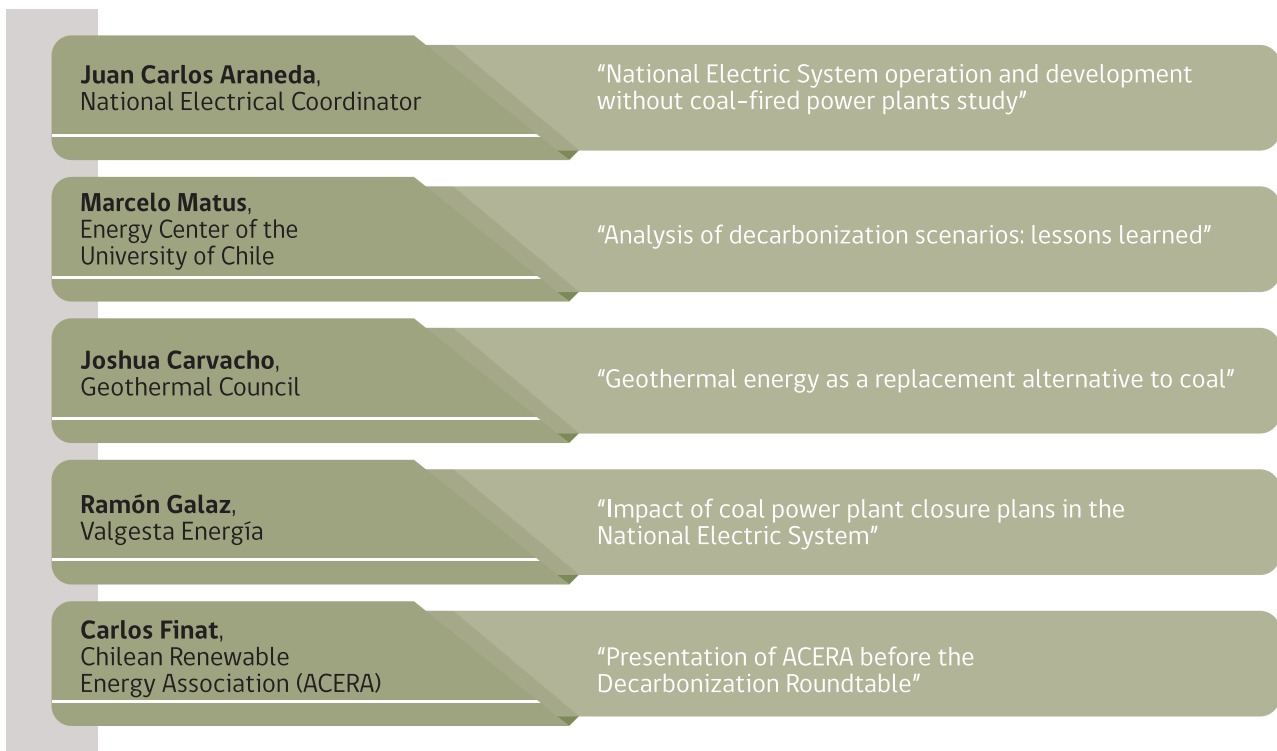 Juan Carlos Araneda,
National Electrical Coordinator
“National Electric System operation and development
without coal-fired power plants study”
Marcelo Matus,
Energy Center of the
University of Chile
“Analysis of decarbonization scenarios: lessons learned”
Joshua Carvacho,
Geothermal Council
“Geothermal energy as a replacement alternative to coal”
Ramón Galaz,
Valgesta Energía
“Impact of coal power plant closure plans in the
National Electric System”
Carlos Finat,
Chilean Renewable
Energy Association (ACERA)
“Presentation of ACERA before the
Decarbonization Roundtable”